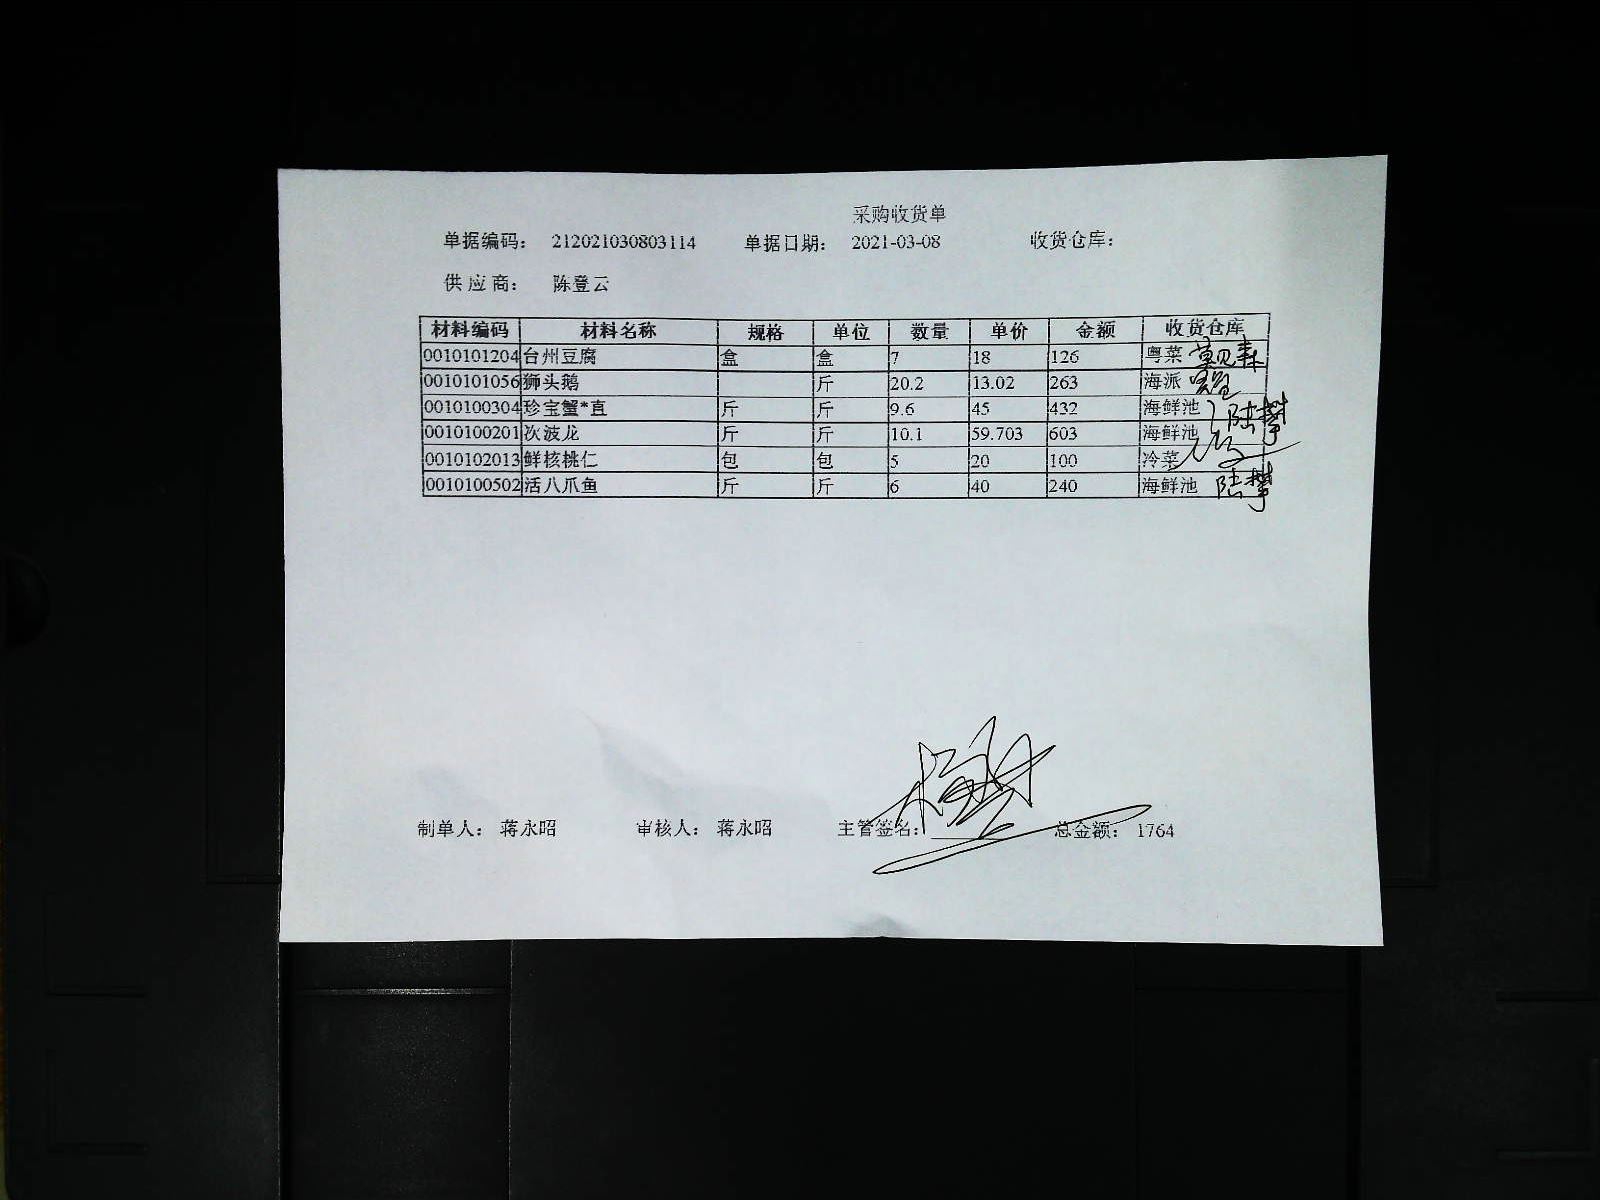 采购收货单
单据编码： 212021030803114 单据日期： 2021-03-08 收货仓库：
供 应 商： 陈登云
材料编码 材料名称 规格 单位 数量 单价 金额 收货仓库
0010101204 台州豆腐 盒 盒 7 18 126 粤菜
0010101056 狮头鹅 斤 20.2 13.02 263 海派
0010100304 珍宝蟹*直 斤 斤 9.6 45 432 海鲜池 陆攀
0010100201 次波龙 斤 斤 10.1 59.703 603 海鲜池
0010102013 鲜核桃仁 包 包 5 20 100 冷菜
0010100502 活八爪鱼 斤 斤 6 40 240 海鲜池 陆攀
制单人： 蒋永昭 审核人： 蒋永昭 主管签名： 总金额： 1764